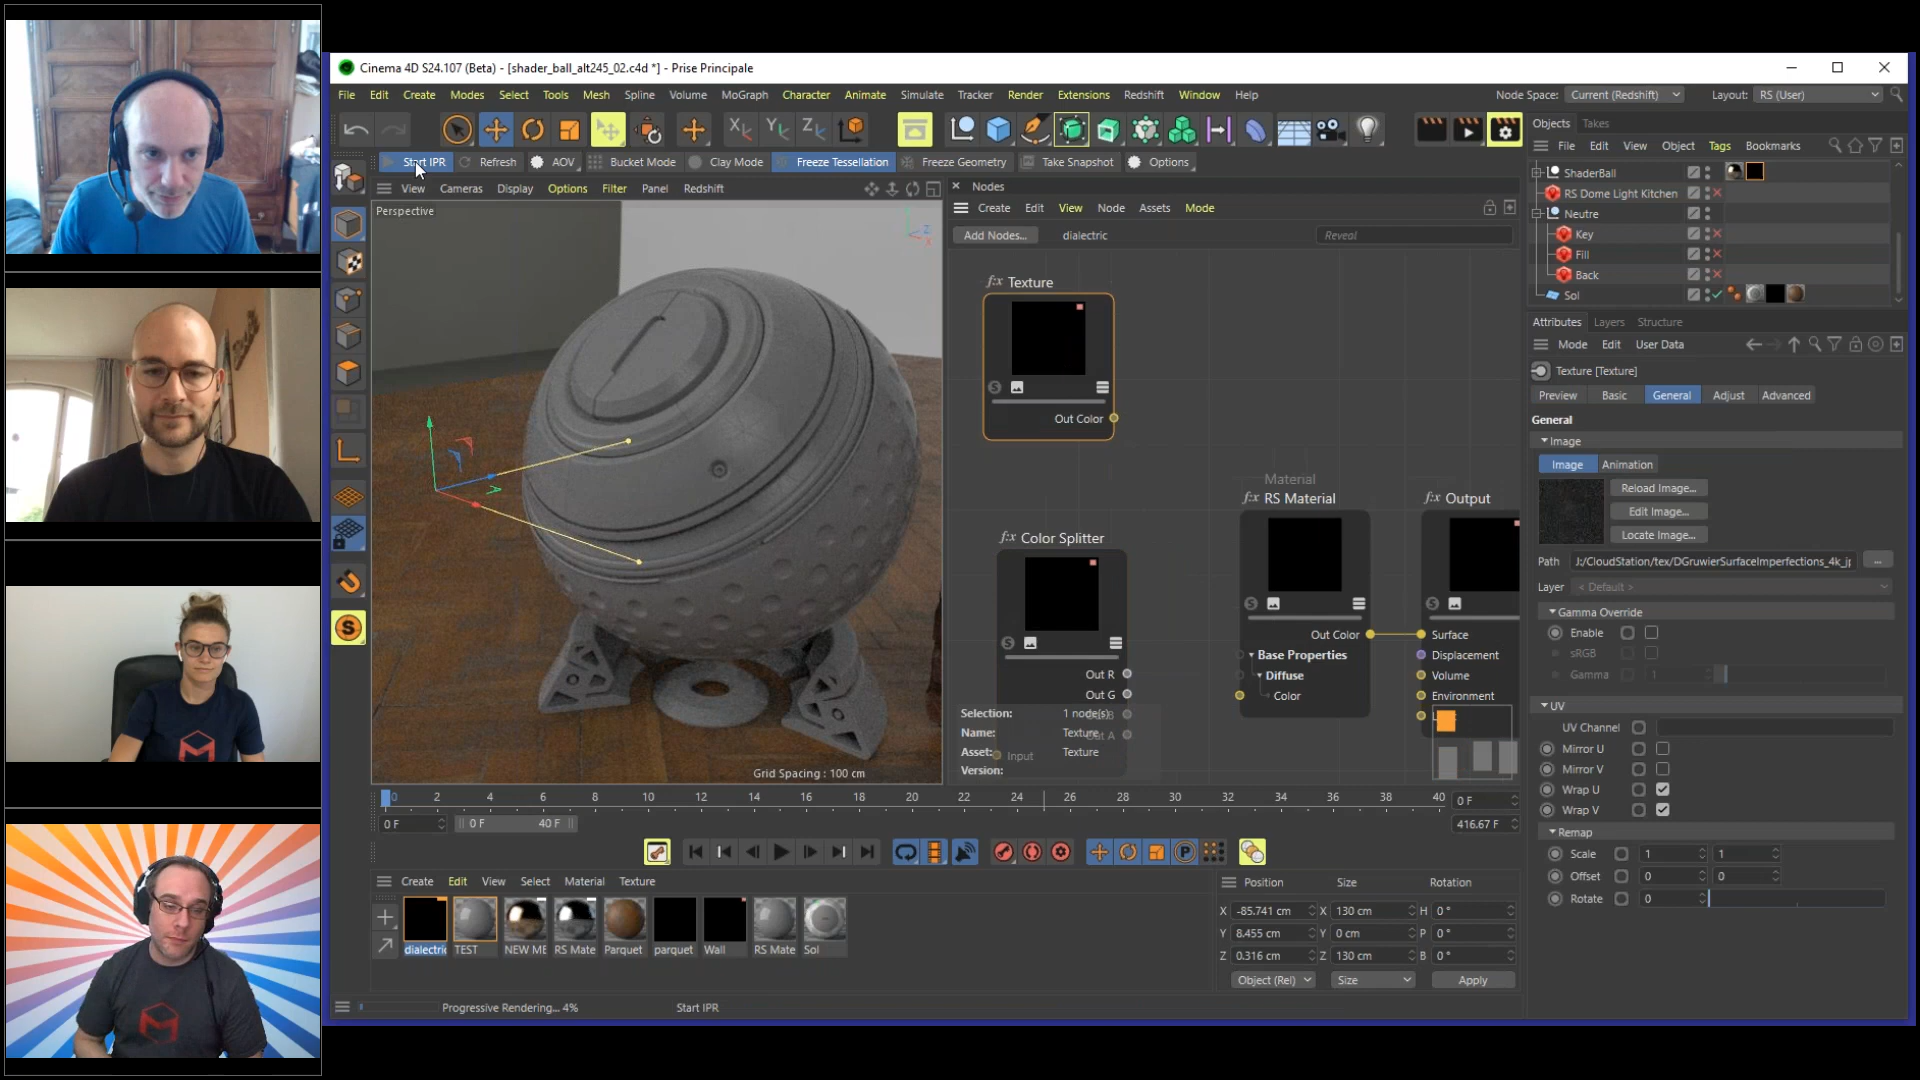 Cinema 4D S24.107 (Beta) - [shader_ball_alt245_02.c4d *] - Prise Principale
File Edit Create Modes Select Tools Mesh Spline Volume MoGraph Character Animate Simulate Tracker Render Extensions Redshift Window Help
Node Space: Current (Redshift) Layout: RS (User)
Start IPR Refresh AOV Bucket Mode Clay Mode Freeze Tessellation Freeze Geometry Take Snapshot Options
View Cameras Display Options Filter Panel Redshift
Perspective
Grid Spacing : 100 cm
Nodes
Create Edit View Node Assets Mode
Add Nodes... dialectric Reveal
Texture
Out Color
Color Splitter
Out R
Out G
Out A
Input
Material
RS Material
Out Color
Base Properties
Diffuse
Color
Output
Surface
Displacement
Volume
Environment
Selection: 1 node(s)
Name: Texture
Asset: Texture
Version:
Objects Takes
File Edit View Object Tags Bookmarks
ShaderBall
RS Dome Light Kitchen
Neutre
Key
Fill
Back
Sol
Attributes Layers Structure
Mode Edit User Data
Texture [Texture]
Preview Basic General Adjust Advanced
General
Image
Image Animation
Reload Image...
Edit Image...
Locate Image...
Path J:/CloudStation/tex/DGruwierSurfaceImperfections_4k_j ...
Layer < Default >
Gamma Override
Enable
sRGB
Gamma 1
UV
UV Channel
Mirror U
Mirror V
Wrap U
Wrap V
Remap
Scale 1 1
Offset 0 0
Rotate 0
0 2 4 6 8 10 12 14 16 18 20 22 24 26 28 30 32 34 36 38 40 0 F
0 F 0 F 40 F 416.67 F
Create Edit View Select Material Texture
dialectric TEST NEW ME RS Mate Parquet parquet Wall RS Mate Sol
Position Size Rotation
X -85.741 cm X 130 cm H 0 °
Y 8.455 cm Y 0 cm P 0 °
Z 0.316 cm Z 130 cm B 0 °
Object (Rel) Size Apply
Progressive Rendering... 4% Start IPR